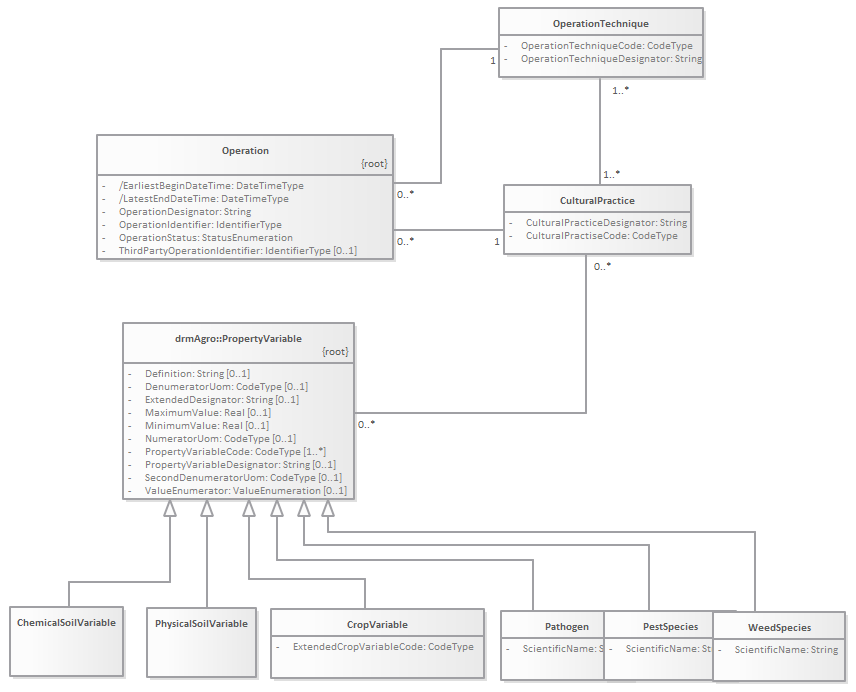 OperationTechnique
- OperationTechniqueCode: CodeType
- OperationTechniqueDesignator: String
1
1..*
Operation
{root}
- /EarliestBeginDateTime: DateTimeType
- /LatestEndDateTime: DateTimeType
- OperationDesignator: String
- OperationIdentifier: IdentifierType
- OperationStatus: StatusEnumeration
- ThirdPartyOperationIdentifier: IdentifierType [0..1]
0..*
0..*
1..*
CulturalPractice
- CulturalPracticeDesignator: String
- CulturalPractiseCode: CodeType
1
0..*
drmAgro::PropertyVariable
{root}
- Definition: String [0..1]
- DenumeratorUom: CodeType [0..1]
- ExtendedDesignator: String [0..1]
- MaximumValue: Real [0..1]
- MinimumValue: Real [0..1]
- NumeratorUom: CodeType [0..1]
- PropertyVariableCode: CodeType [1..*]
- PropertyVariableDesignator: String [0..1]
- SecondDenumeratorUom: CodeType [0..1]
- ValueEnumerator: ValueEnumeration [0..1]
0..*
ChemicalSoilVariable
PhysicalSoilVariable
CropVariable
- ExtendedCropVariableCode: CodeType
Pathogen
- ScientificName: S
PestSpecies
- ScientificName: St
WeedSpecies
- ScientificName: String